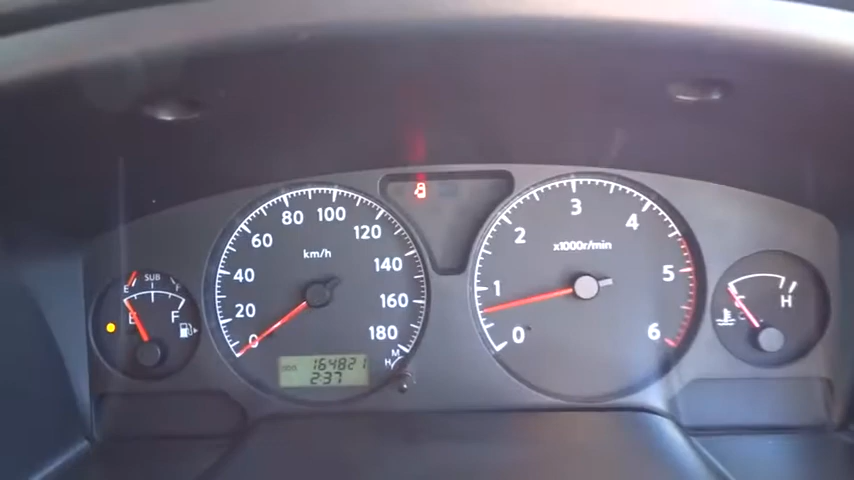 E SUB F
E I F
0 20 40 60 80 100 120 140 160 180
km/h
ODO 164821
2:37
H M
0 1 2 3 4 5 6
x1000r/min
C H